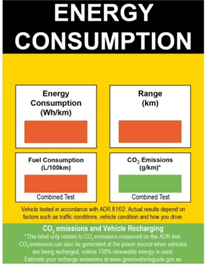 ENERGY
CONSUMPTION
Energy
Consumption
(Wh/km)
Range
(km)
Fuel Consumption
(L/100km)
Combined Test
CO₂ Emissions
(g/km)*
Combined Test
Vehicle tested in accordance with ADR 81/02. Actual results depend on
factors such as traffic conditions, vehicle condition and how you drive.
CO₂ emissions and Vehicle Recharging
*This label only relates to CO₂ emissions measured on the ADR test.
CO₂ emissions can also be generated at the power source when vehicles
are being recharged, unless 100% renewable energy is used.
Estimate your recharge emissions at www.greenvehicleguide.gov.au